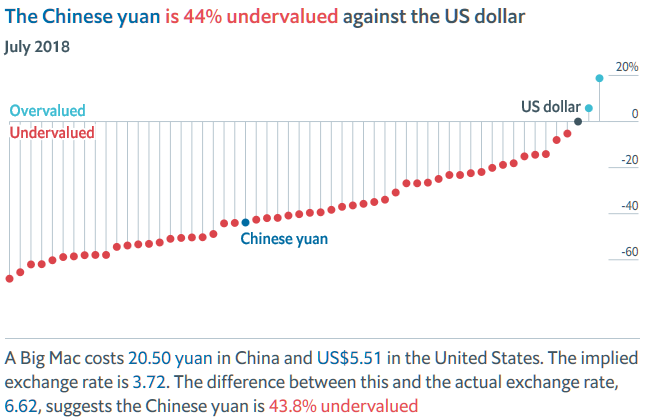 The Chinese yuan is 44% undervalued against the US dollar
July 2018
20%
US dollar
Overvalued
0
Undervalued
-20
-40
Chinese yuan
-60
A Big Mac costs 20.50 yuan in China and US$5.51 in the United States. The implied
exchange rate is 3.72. The difference between this and the actual exchange rate,
6.62, suggests the Chinese yuan is 43.8% undervalued